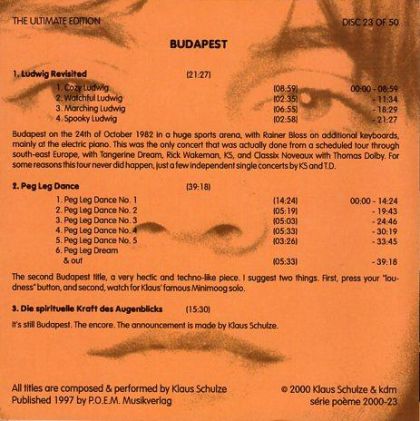 THE ULTIMATE EDITION DISC 23 OF 50
BUDAPEST
1. Ludwig Revisited (21:27)
1. Cozy Ludwig (08:59) 00:00 - 08:59
2. Watchful Ludwig (02:35) - 11:34
3. Marching Ludwig (06:55) - 18:29
4. Spooky Ludwig (02:58) - 21:27
Budapest on the 24th of October 1982 in a huge sports arena, with Rainer Bloss on additional keyboards,
mainly at the electric piano. This was the only concert that was actually done from a scheduled tour through
south-east Europe, with Tangerine Dream, Rick Wakeman, KS, and Classix Noveaux with Thomas Dolby. For
some reasons this tour never did happen, just a few independent single concerts by KS and T.D.
2. Peg Leg Dance (39:18)
1. Peg Leg Dance No. 1 (14:24) 00:00 - 14:24
2. Peg Leg Dance No. 2 (05:19) - 19:43
3. Peg Leg Dance No. 3 (05:03) - 24:46
4. Peg Leg Dance No. 4 (05:33) - 30:19
5. Peg Leg Dance No. 5 (03:26) - 33:45
6. Peg Leg Dream
& out (05:33) - 39:18
The second Budapest title, a very hectic and techno-like piece. I suggest two things. First, press your "lou-
dness" button, and second, watch for Klaus' famous Minimoog solo.
3. Die spirituelle Kraft des Augenblicks (15:30)
It's still Budapest. The encore. The announcement is made by Klaus Schulze.
All titles are composed & performed by Klaus Schulze © 2000 Klaus Schulze & kdm
Published 1997 by P.O.E.M. Musikverlag série poème 2000-23